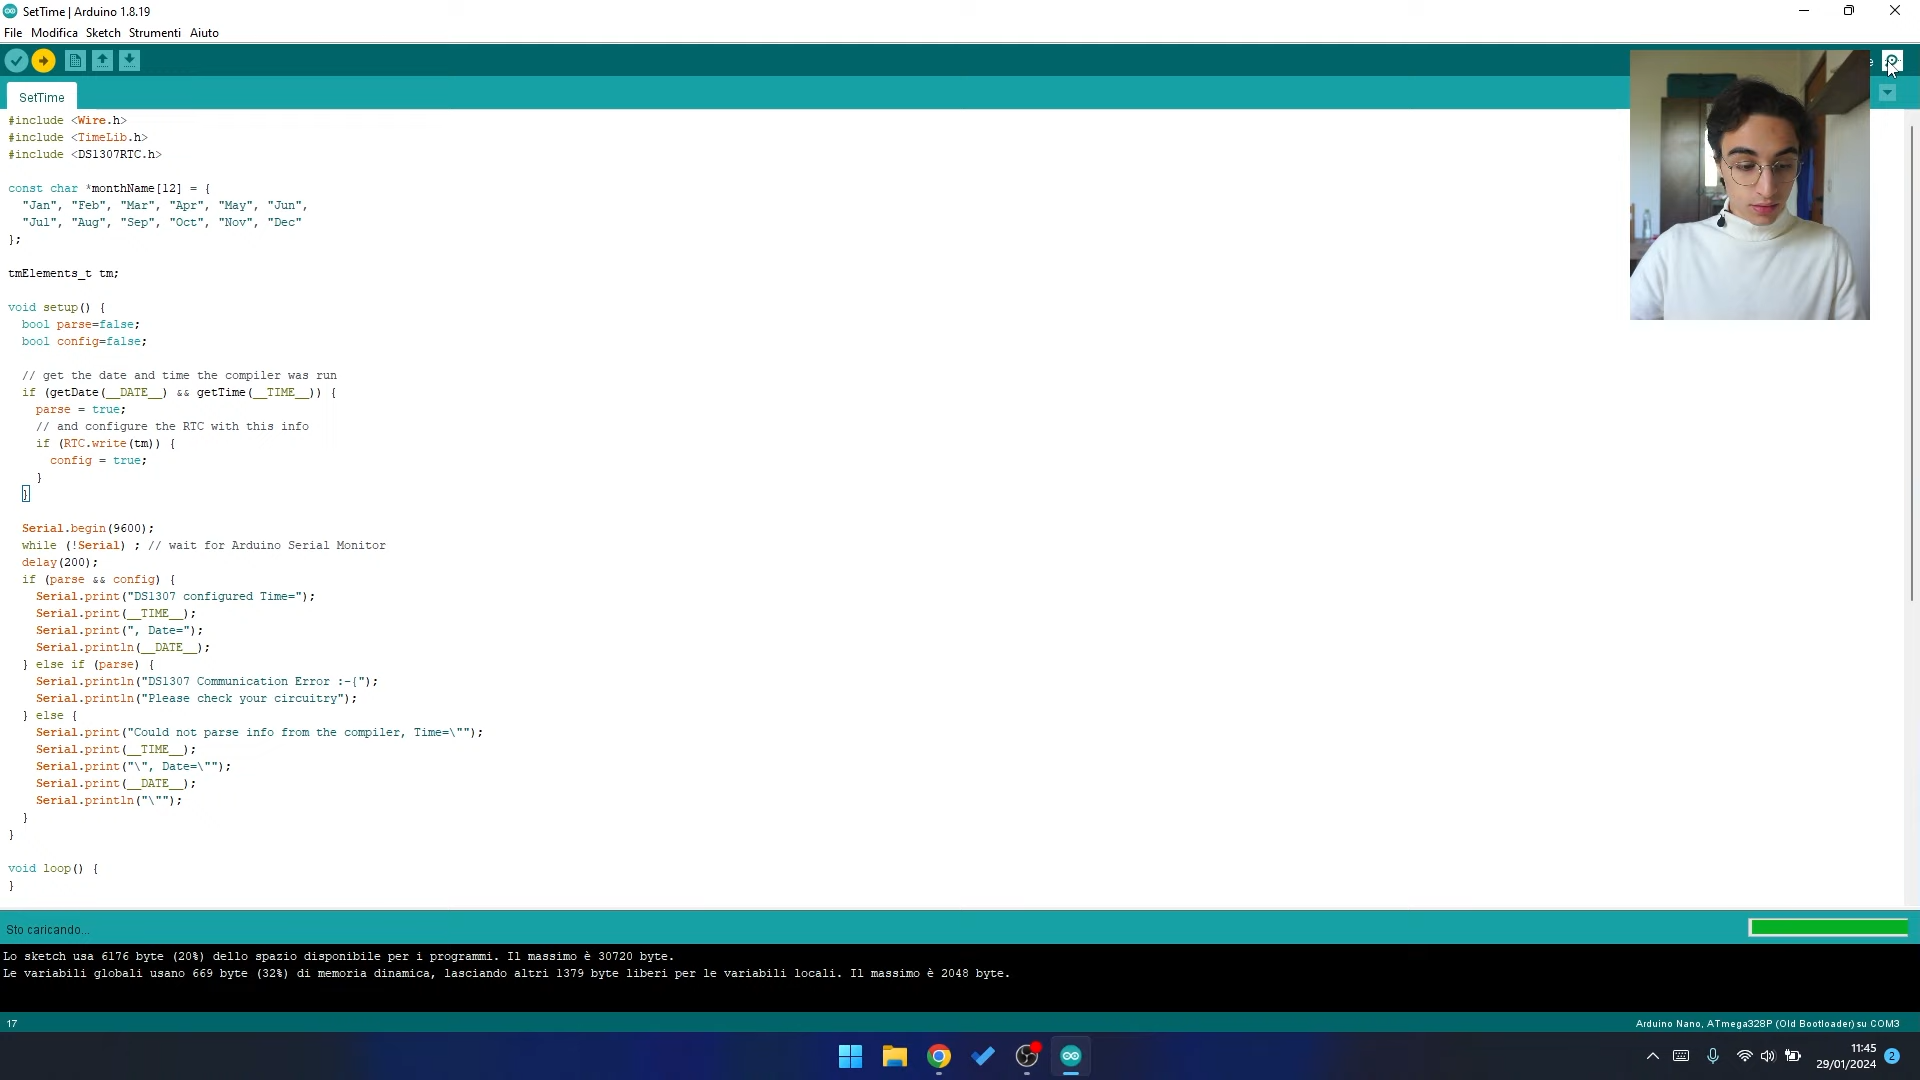 SetTime | Arduino 1.8.19
File Modifica Sketch Strumenti Aiuto
SetTime
#include <Wire.h>
#include <TimeLib.h>
#include <DS1307RTC.h>
const char *monthName[12] = {
"Jan", "Feb", "Mar", "Apr", "May", "Jun",
"Jul", "Aug", "Sep", "Oct", "Nov", "Dec"
};
tmElements_t tm;
void setup() {
bool parse=false;
bool config=false;
// get the date and time the compiler was run
if (getDate(__DATE__) && getTime(__TIME__)) {
parse = true;
// and configure the RTC with this info
if (RTC.write(tm)) {
config = true;
}
}
Serial.begin(9600);
while (!Serial) ; // wait for Arduino Serial Monitor
delay(200);
if (parse && config) {
Serial.print("DS1307 configured Time=");
Serial.print(__TIME__);
Serial.print(", Date=");
Serial.println(__DATE__);
} else if (parse) {
Serial.println("DS1307 Communication Error :-{");
Serial.println("Please check your circuitry");
} else {
Serial.print("Could not parse info from the compiler, Time=\"");
Serial.print(__TIME__);
Serial.print("\", Date=\"");
Serial.print(__DATE__);
Serial.println("\"");
}
}
void loop() {
}
Sto caricando...
Lo sketch usa 6176 byte (20%) dello spazio disponibile per i programmi. Il massimo è 30720 byte.
Le variabili globali usano 669 byte (32%) di memoria dinamica, lasciando altri 1379 byte liberi per le variabili locali. Il massimo è 2048 byte.
17
Arduino Nano, ATmega328P (Old Bootloader) su COM3
11:45
29/01/2024
2